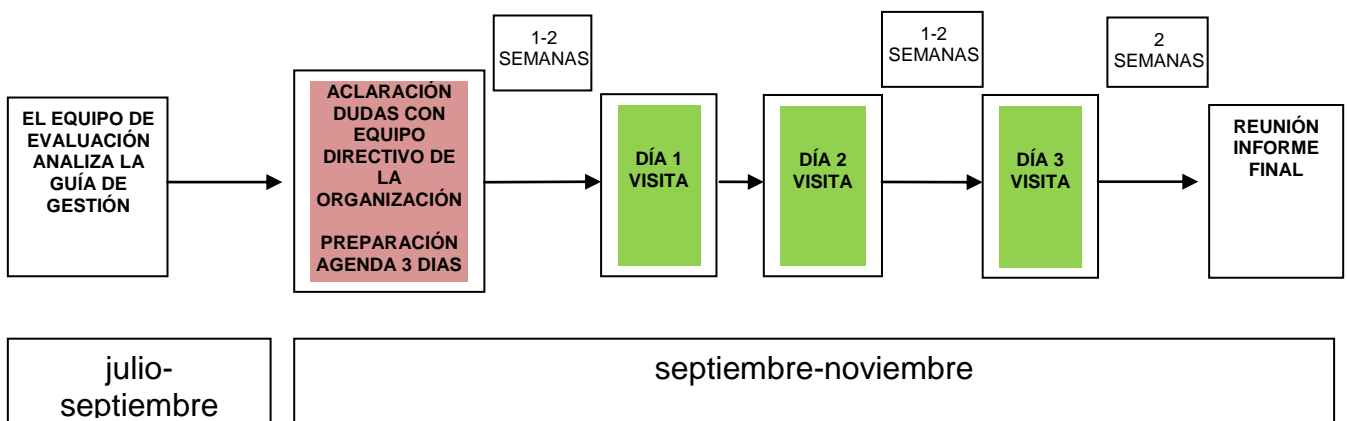 1-2
SEMANAS
1-2
SEMANAS
2
SEMANAS
EL EQUIPO DE
EVALUACIÓN
ANALIZA LA
GUÍA DE
GESTIÓN
ACLARACIÓN
DUDAS CON
EQUIPO
DIRECTIVO DE
LA
ORGANIZACIÓN
PREPARACIÓN
AGENDA 3 DIAS
DÍA 1
VISITA
DÍA 2
VISITA
DÍA 3
VISITA
REUNIÓN
INFORME
FINAL
julio-
septiembre
septiembre-noviembre